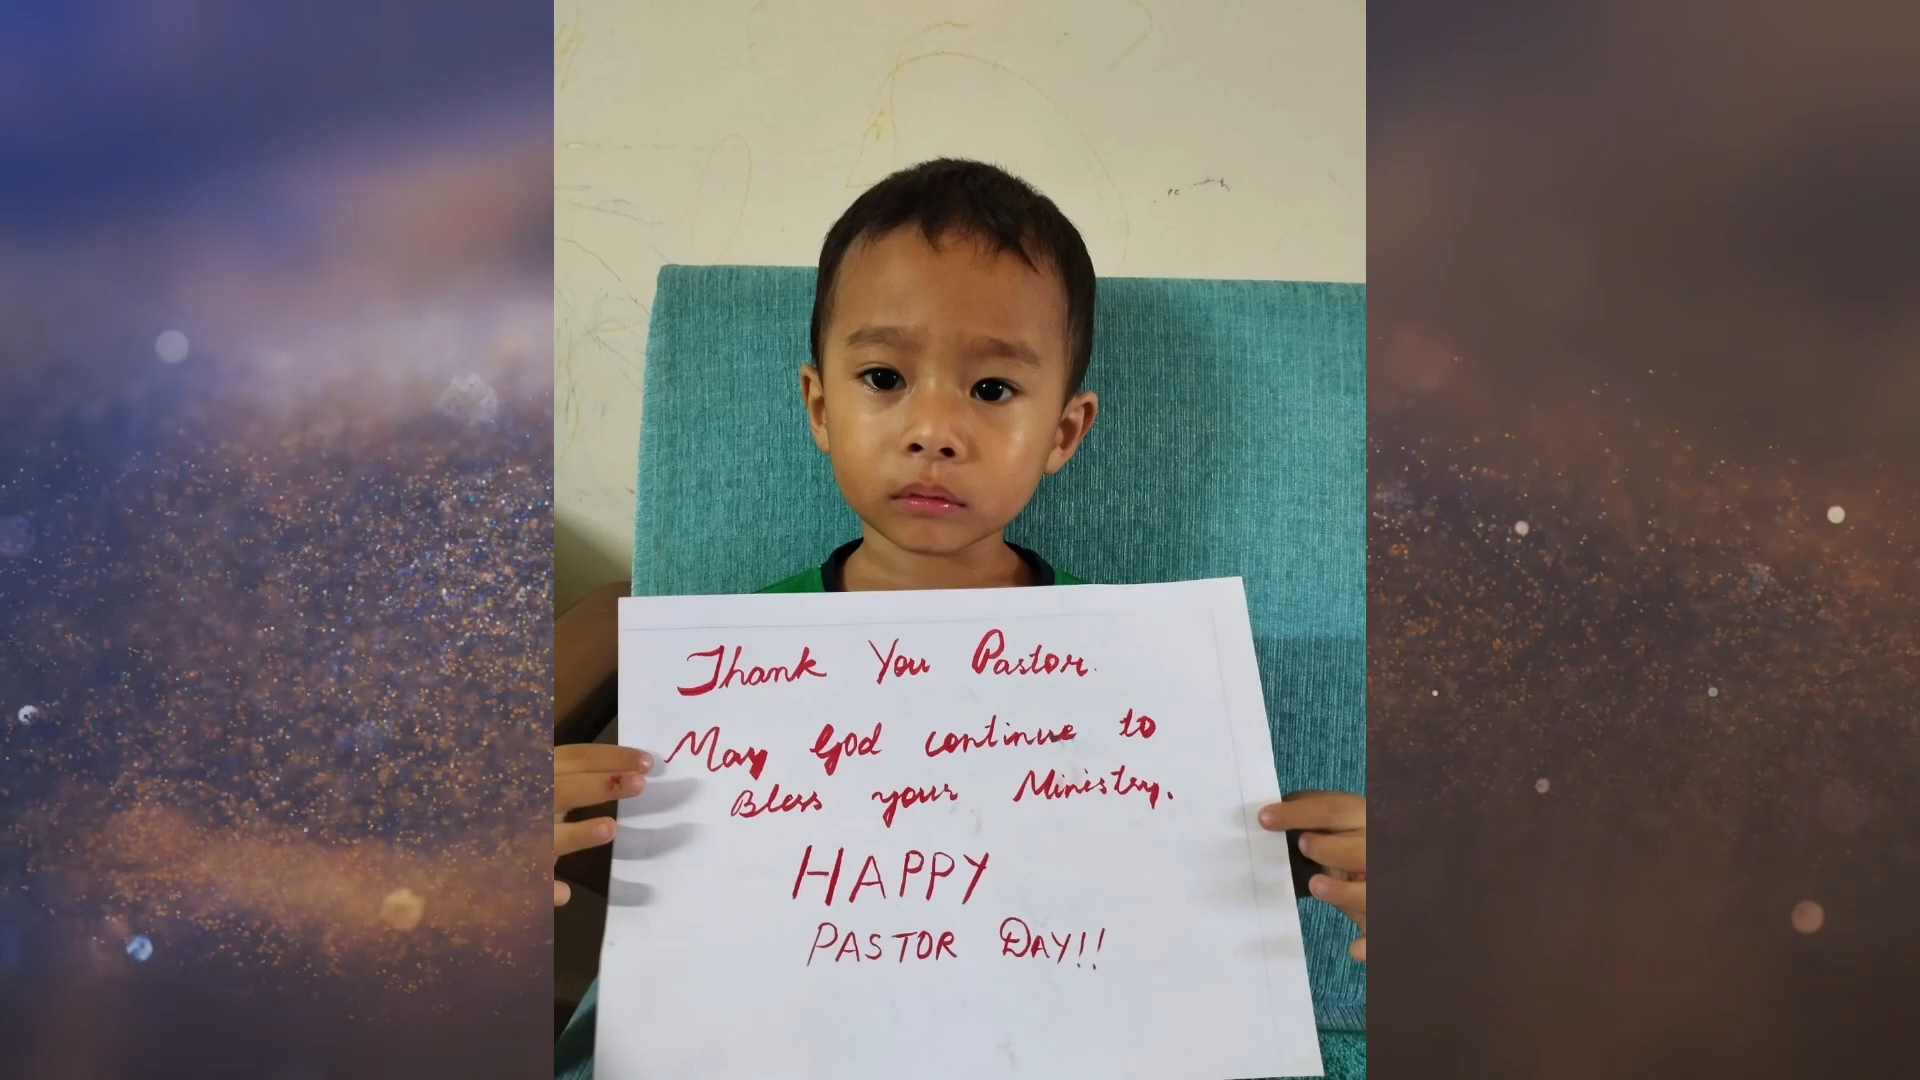 Thank You Pastor.
May God continue to
Bless your Ministry.
HAPPY
PASTOR DAY!!